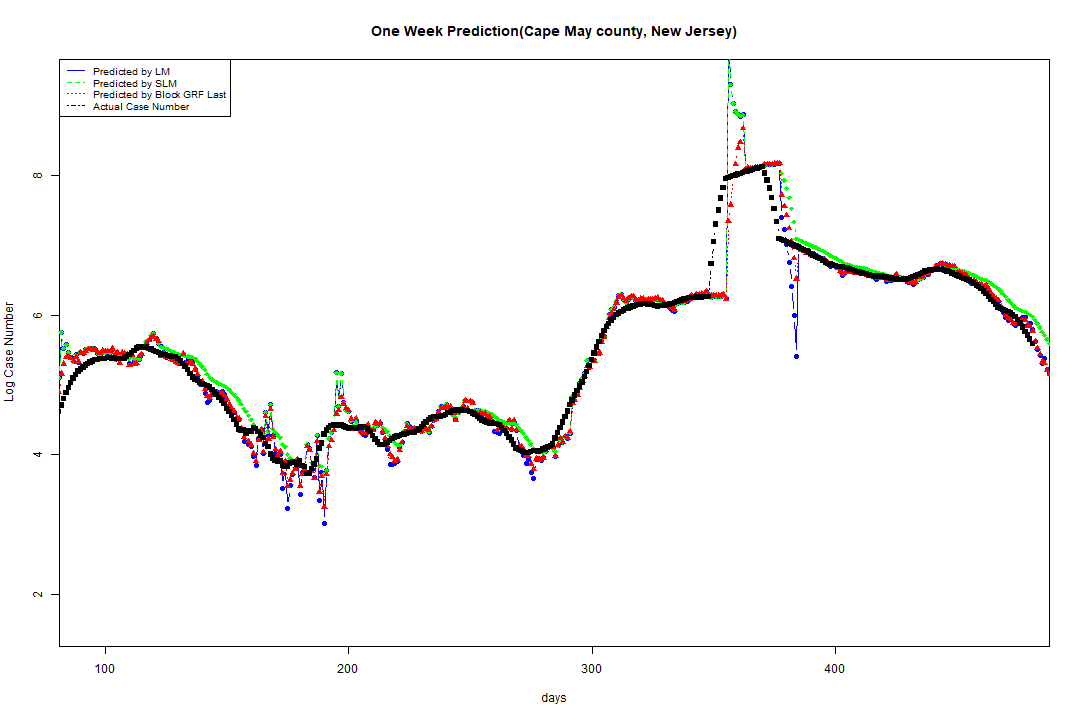 One Week Prediction(Cape May county, New Jersey)
Predicted by LM
Predicted by SLM
Predicted by Block GRF Last
Actual Case Number
Log Case Number
8
6
4
2
100 200 300 400
days